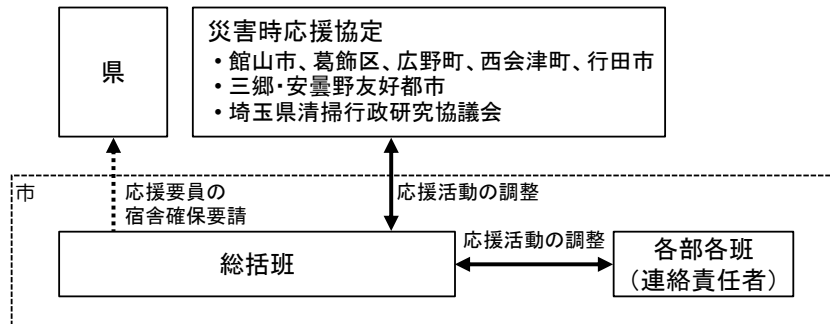 県
災害時応援協定
・館山市、葛飾区、広野町、西会津町、行田市
・三郷・安曇野友好都市
・埼玉県清掃行政研究協議会
市
応援要員の
宿舎確保要請
応援活動の調整
総括班
応援活動の調整
各部各班
（連絡責任者）